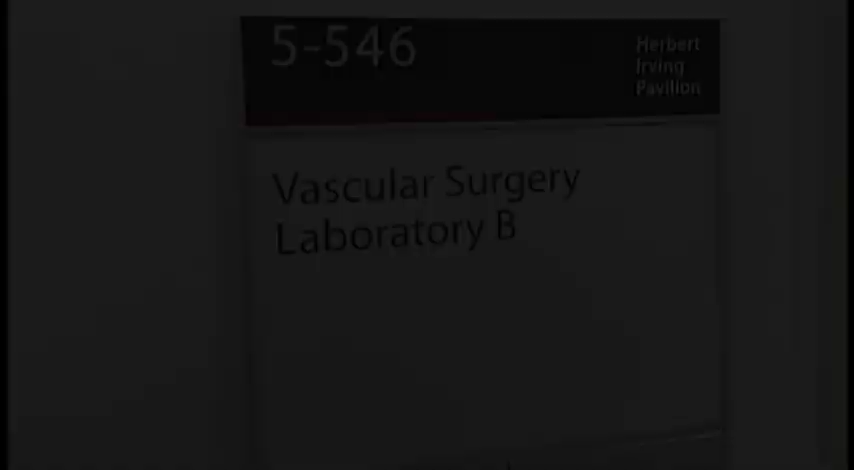 5-546
Herbert
Irving
Pavilion
Vascular Surgery
Laboratory B